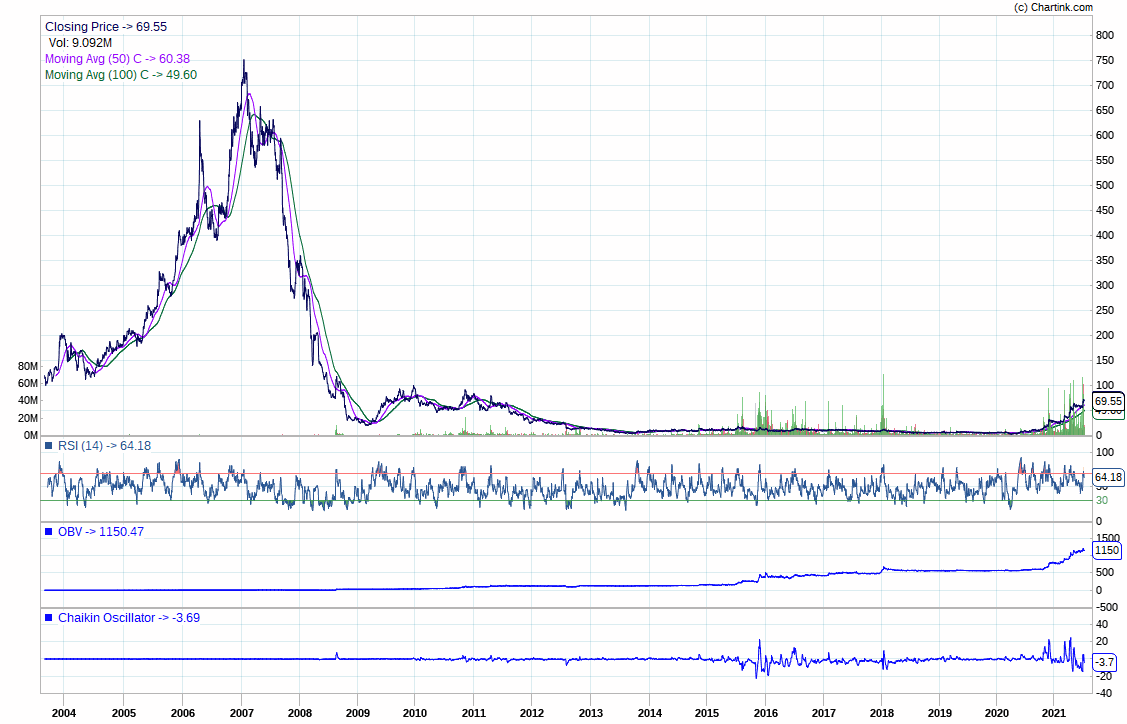 (c) Chartink.com
Closing Price -> 69.55
Vol: 9.092M
Moving Avg (50) C -> 60.38
Moving Avg (100) C -> 49.60
800
750
700
650
600
550
500
450
400
350
300
250
200
150
100
69.55
0
80M
60M
40M
20M
0M
RSI (14) -> 64.18
100
64.18
30
0
OBV -> 1150.47
1500
1150
500
0
-500
Chaikin Oscillator -> -3.69
40
20
-3.7
-20
-40
2004 2005 2006 2007 2008 2009 2010 2011 2012 2013 2014 2015 2016 2017 2018 2019 2020 2021